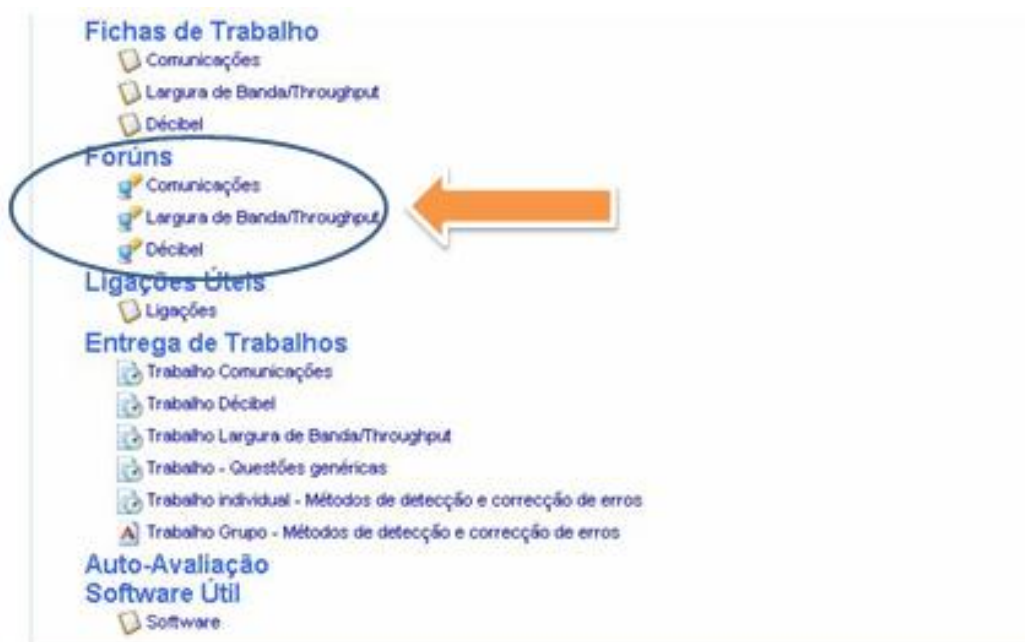 Fichas de Trabalho
Comunicações
Largura de Banda/Throughput
Décibel
Forúns
Comunicações
Largura de Banda/Throughput
Décibel
Ligações Úteis
Ligações
Entrega de Trabalhos
Trabalho Comunicações
Trabalho Décibel
Trabalho Largura de Banda/Throughput
Trabalho - Questões genéricas
Trabalho individual - Métodos de detecção e correcção de erros
Trabalho Grupo - Métodos de detecção e correcção de erros
Auto-Avaliação
Software Útil
Software